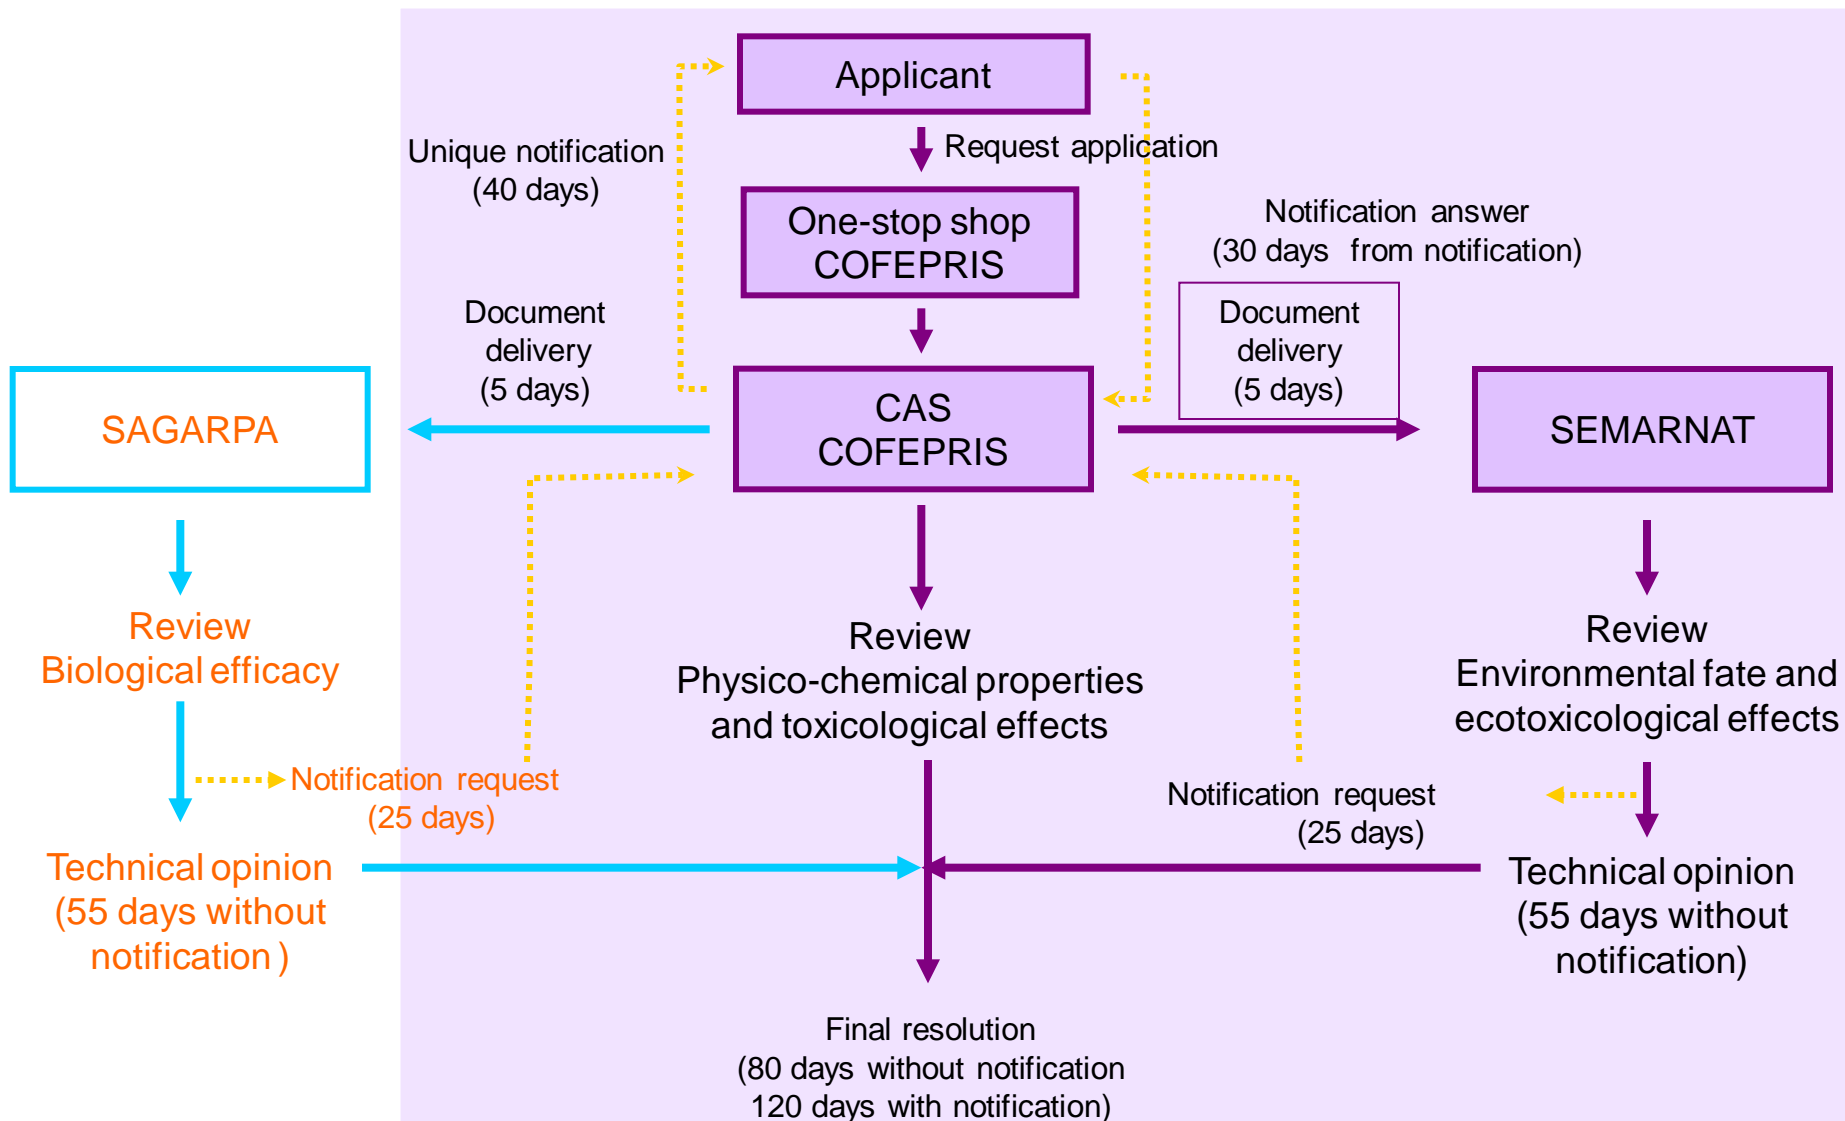 Applicant
Unique notification
(40 days)
Request application
One-stop shop
COFEPRIS
Notification answer
(30 days from notification)
Document
delivery
(5 days)
Document
delivery
(5 days)
SAGARPA
CAS
COFEPRIS
SEMARNAT
Review
Biological efficacy
Review
Physico-chemical properties
and toxicological effects
Review
Environmental fate and
ecotoxicological effects
Notification request
(25 days)
Notification request
(25 days)
Technical opinion
(55 days without
notification )
Technical opinion
(55 days without
notification)
Final resolution
(80 days without notification
120 days with notification)